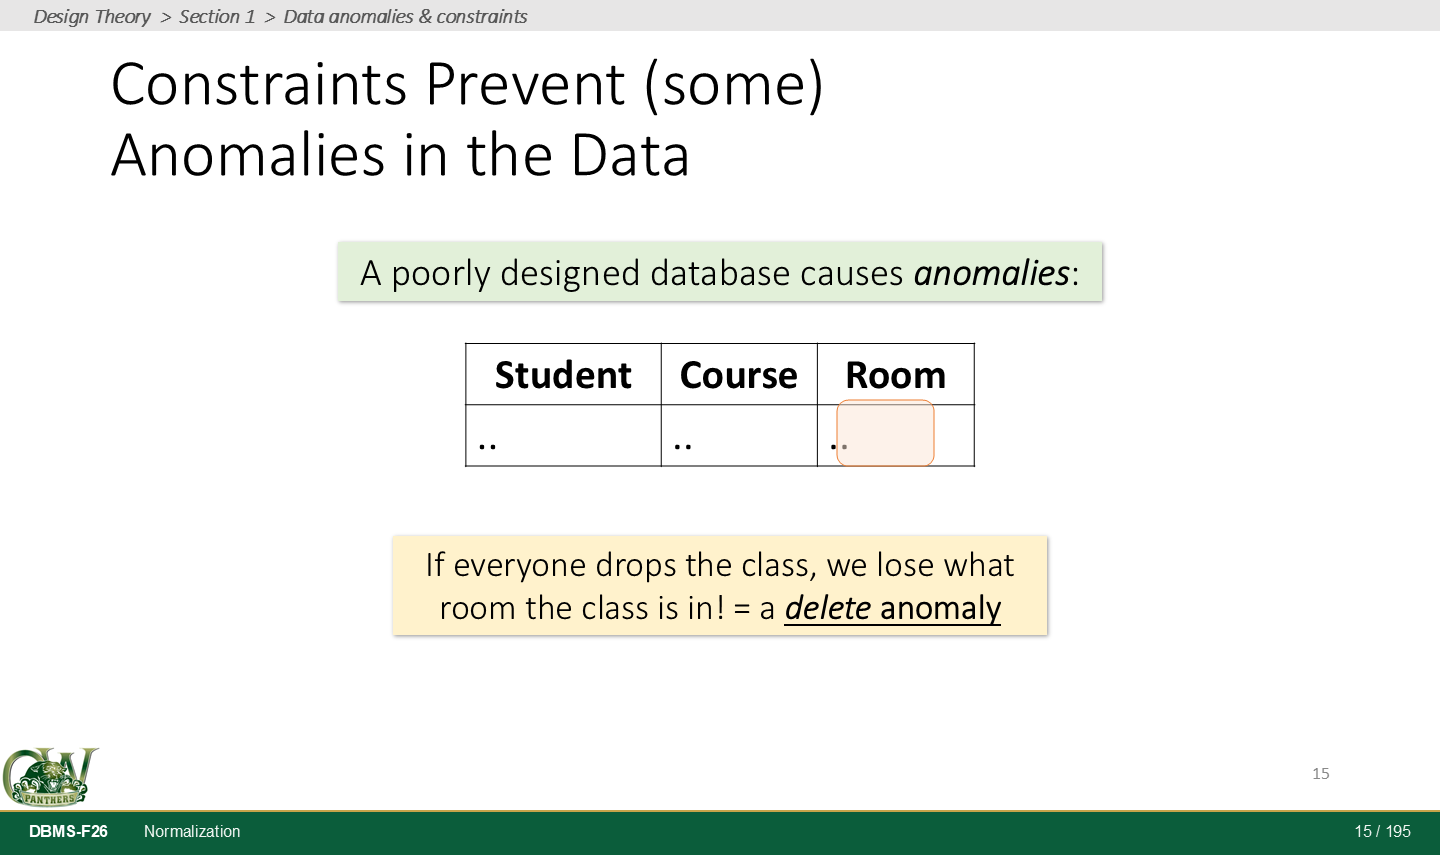 Design Theory > Section 1 > Data anomalies & constraints
Constraints Prevent (some)
Anomalies in the Data
A poorly designed database causes anomalies:
Student Course Room
.. .. ..
If everyone drops the class, we lose what
room the class is in! = a delete anomaly
OW
PANTHERS
15
DBMS-F26 Normalization 15 / 195